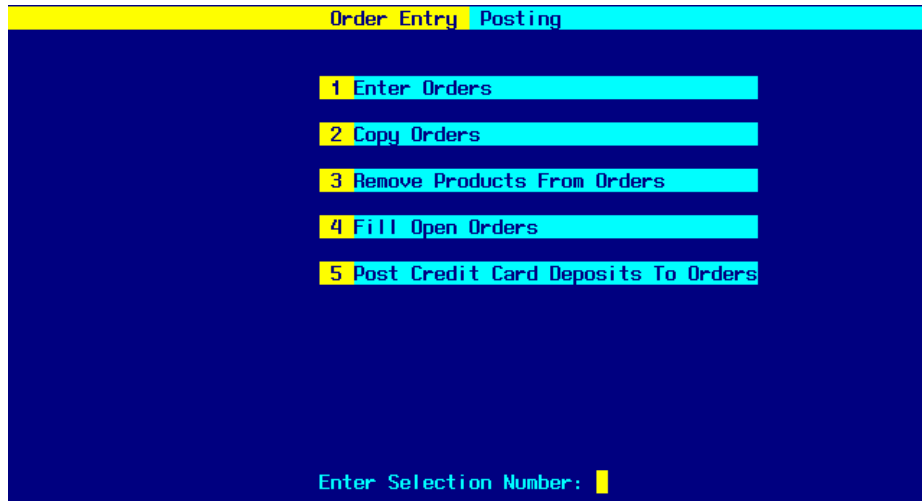 Order Entry Posting
1 Enter Orders
2 Copy Orders
3 Remove Products From Orders
4 Fill Open Orders
5 Post Credit Card Deposits To Orders
Enter Selection Number: